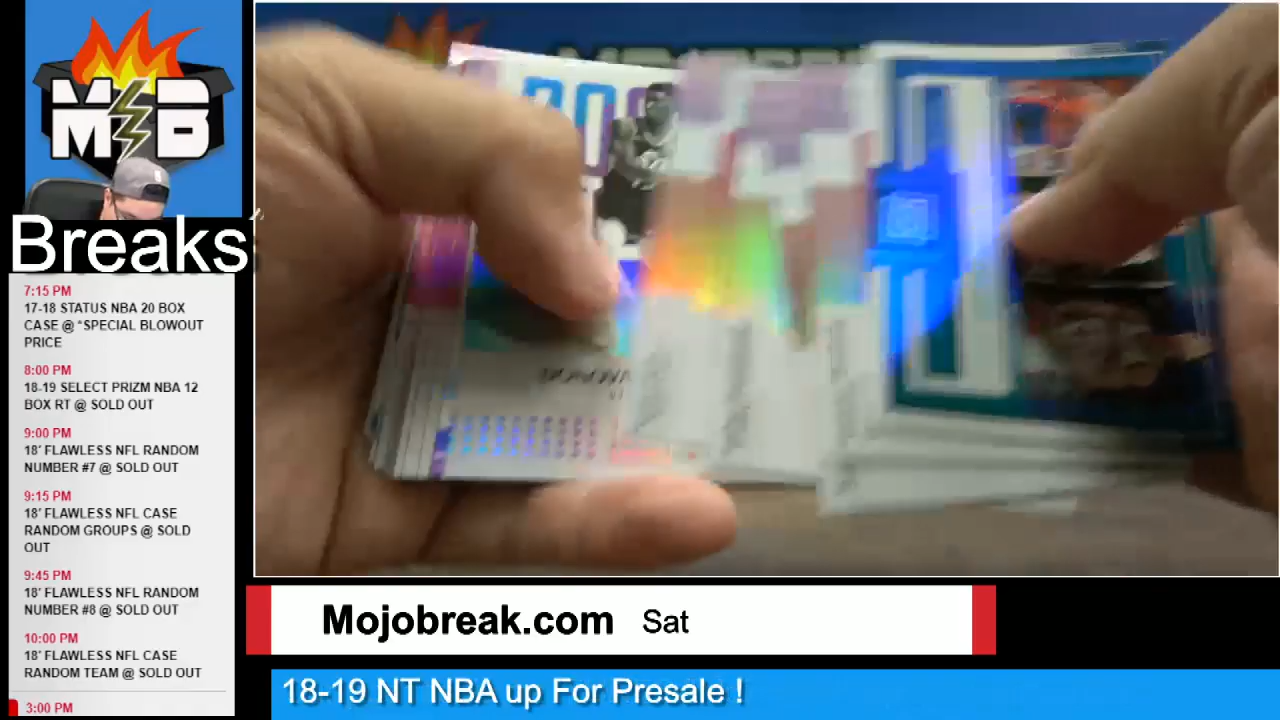 M B
M B
Breaks
7:15 PM
17-18 STATUS NBA 20 BOX
CASE @ *SPECIAL BLOWOUT
PRICE
8:00 PM
18-19 SELECT PRIZM NBA 12
BOX RT @ SOLD OUT
9:00 PM
18' FLAWLESS NFL RANDOM
NUMBER #7 @ SOLD OUT
9:15 PM
18' FLAWLESS NFL CASE
RANDOM GROUPS @ SOLD
OUT
9:45 PM
18' FLAWLESS NFL RANDOM
NUMBER #8 @ SOLD OUT
10:00 PM
18' FLAWLESS NFL CASE
RANDOM TEAM @ SOLD OUT
3:00 PM
Mojobreak.com Sat
18-19 NT NBA up For Presale !